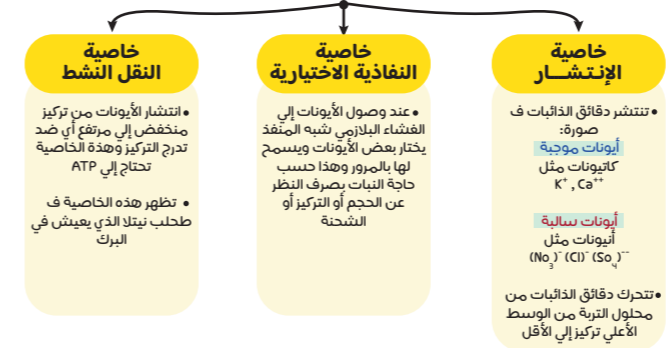 خاصية
الإنتشـــار
• تنتشر دقائق الذائبات ف
صورة:
أيونات موجبة
كاتيونات مثل
K⁺ , Ca⁺⁺
أيونات سالبة
أنيونات مثل
(No₃)⁻ (Cl)⁻ (So₄)⁻⁻
• تتحرك دقائق الذائبات من
محلول التربة من الوسط
الأعلي تركيز إلي الأقل
خاصية
النفاذية الاختيارية
• عند وصول الأيونات إلي
الغشاء البلازمي شبه المنفذ
يختار بعض الأيونات ويسمح
لها بالمرور وهذا حسب
حاجة النبات بصرف النظر
عن الحجم أو التركيز أو
الشحنة
خاصية
النقل النشط
• انتشار الأيونات من تركيز
منخفض إلي مرتفع أي ضد
تدرج التركيز وهذة الخاصية
تحتاج إلي ATP
• تظهر هذه الخاصية ف
طحلب نيتلا الذي يعيش في
البرك